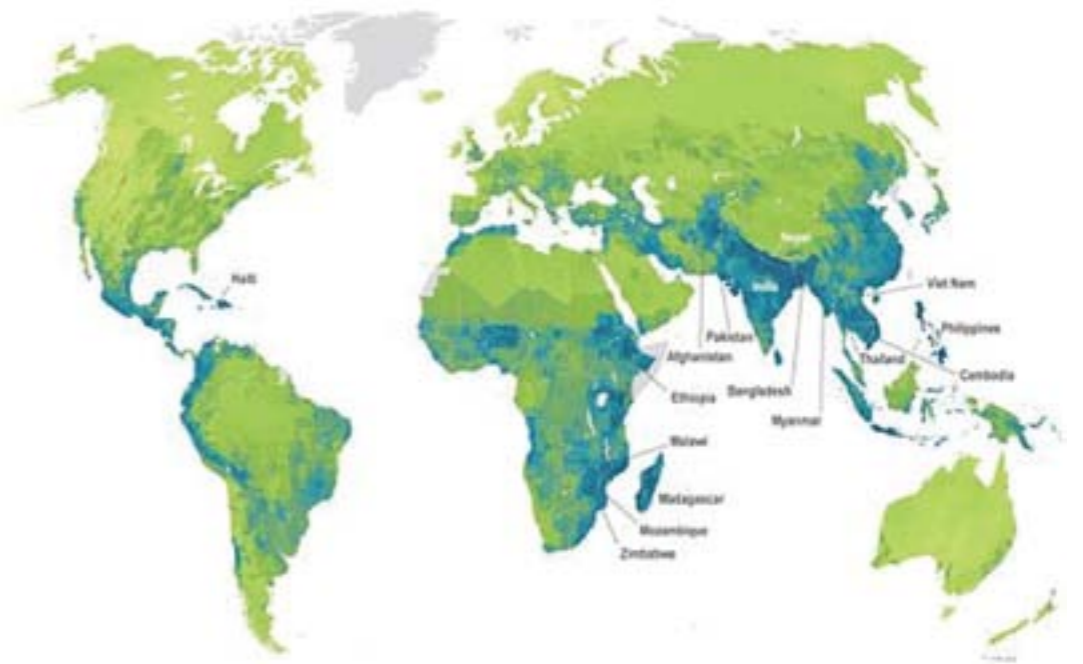 Haiti
Nepal
India
Viet Nam
Philippines
Pakistan
Thailand
Afghanistan
Cambodia
Bangladesh
Ethiopia
Myanmar
Malawi
Madagascar
Mozambique
Zimbabwe